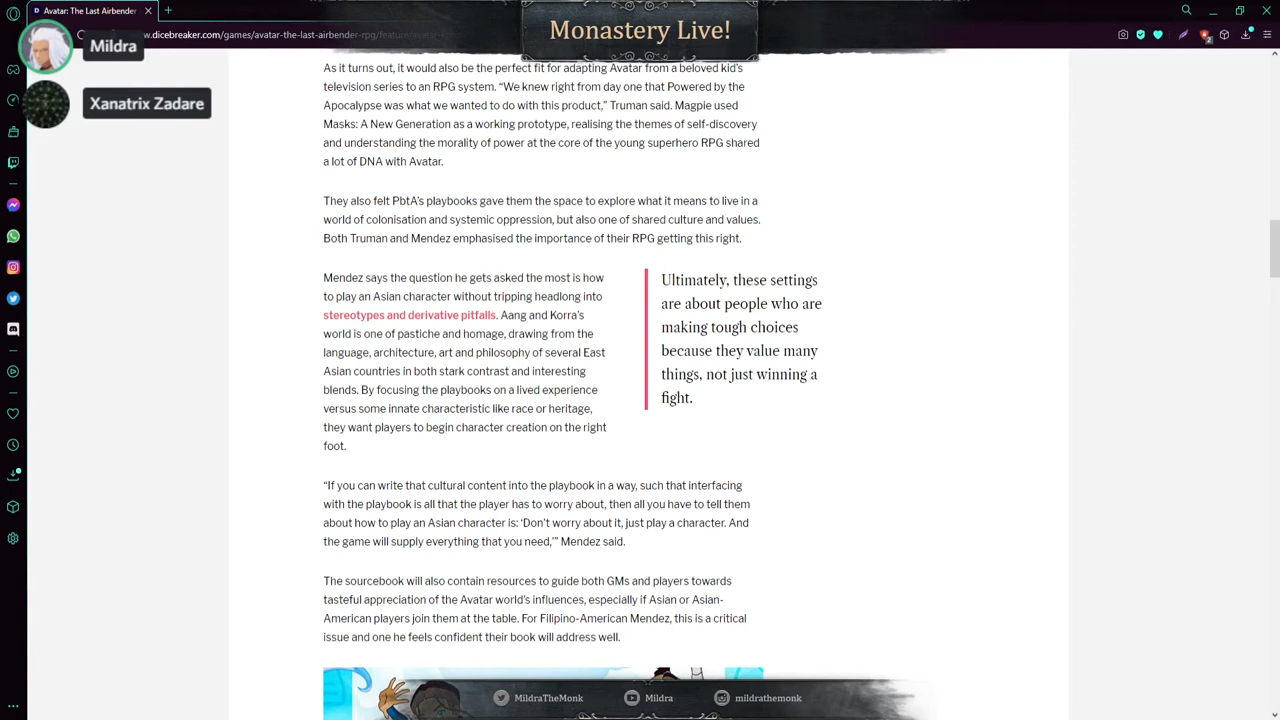 Avatar: The Last Airbender
Monastery Live!
w.dicebreaker.com/games/avatar-the-last-airbender-rpg/feature/
Mildra
Xanatrix Zadare
As it turns out, it would also be the perfect fit for adapting Avatar from a beloved kid's
television series to an RPG system. “We knew right from day one that Powered by the
Apocalypse was what we wanted to do with this product,” Truman said. Magpie used
Masks: A New Generation as a working prototype, realising the themes of self-discovery
and understanding the morality of power at the core of the young superhero RPG shared
a lot of DNA with Avatar.
They also felt PbtA's playbooks gave them the space to explore what it means to live in a
world of colonisation and systemic oppression, but also one of shared culture and values.
Both Truman and Mendez emphasised the importance of their RPG getting this right.
Mendez says the question he gets asked the most is how
to play an Asian character without tripping headlong into
stereotypes and derivative pitfalls. Aang and Korra's
world is one of pastiche and homage, drawing from the
language, architecture, art and philosophy of several East
Asian countries in both stark contrast and interesting
blends. By focusing the playbooks on a lived experience
versus some innate characteristic like race or heritage,
they want players to begin character creation on the right
foot.
Ultimately, these settings
are about people who are
making tough choices
because they value many
things, not just winning a
fight.
“If you can write that cultural content into the playbook in a way, such that interfacing
with the playbook is all that the player has to worry about, then all you have to tell them
about how to play an Asian character is: ‘Don't worry about it, just play a character. And
the game will supply everything that you need,’” Mendez said.
The sourcebook will also contain resources to guide both GMs and players towards
tasteful appreciation of the Avatar world's influences, especially if Asian or Asian-
American players join them at the table. For Filipino-American Mendez, this is a critical
issue and one he feels confident their book will address well.
MildraTheMonk
Mildra
mildrathemonk